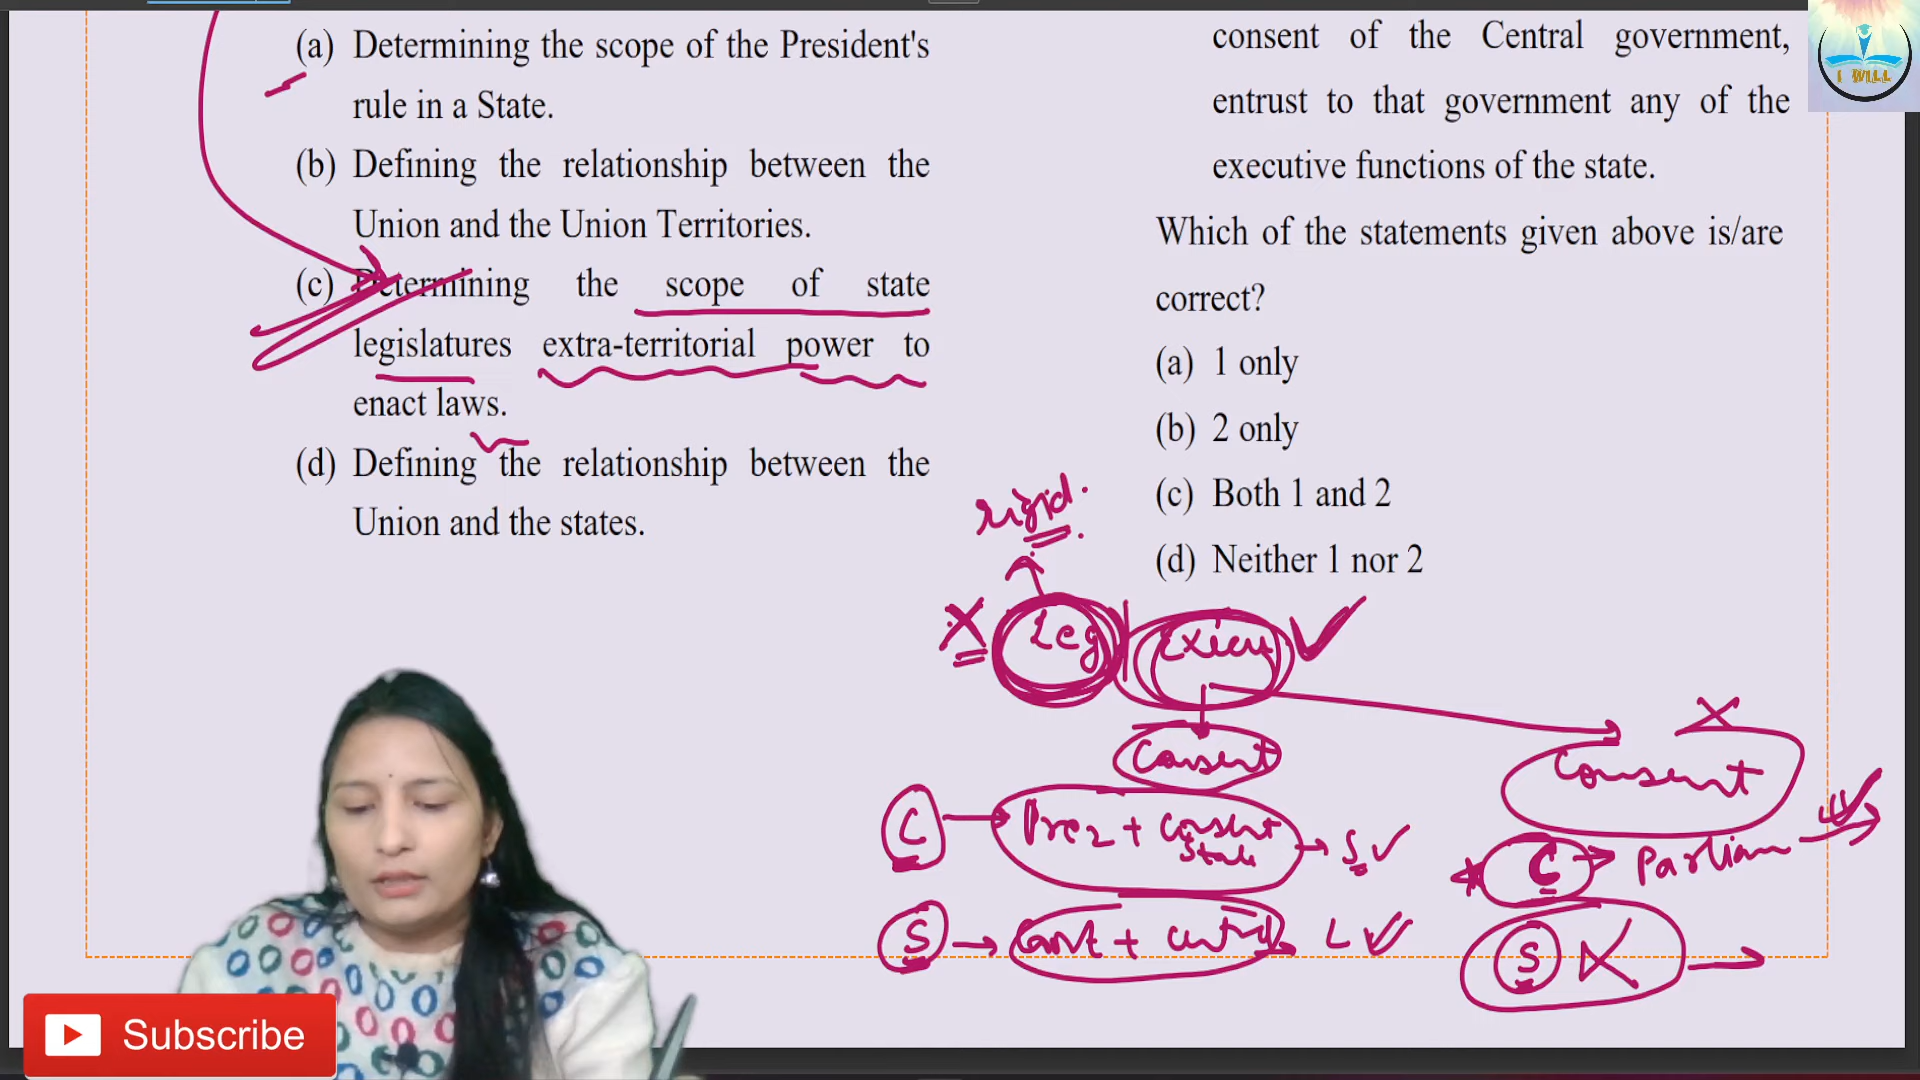 (a) Determining the scope of the President's
rule in a State.
(b) Defining the relationship between the
Union and the Union Territories.
(c) Determining the scope of state
legislatures extra-territorial power to
enact laws.
(d) Defining the relationship between the
Union and the states.
consent of the Central government,
entrust to that government any of the
executive functions of the state.
Which of the statements given above is/are
correct?
(a) 1 only
(b) 2 only
(c) Both 1 and 2
(d) Neither 1 nor 2
rigid.
X Leg
Consent
Consent
C
Pre2 + Consent
State
S
C Parliam
S
S
I WILL
Subscribe